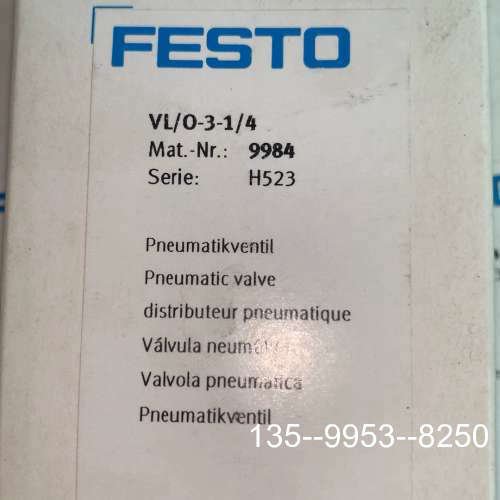 FESTO
VL/O-3-1/4
Mat.-Nr.: 9984
Serie: H523
Pneumatikventil
Pneumatic valve
distributeur pneumatique
Válvula
Valvola pneumatica
Pneumatikventil
135--9953--8250